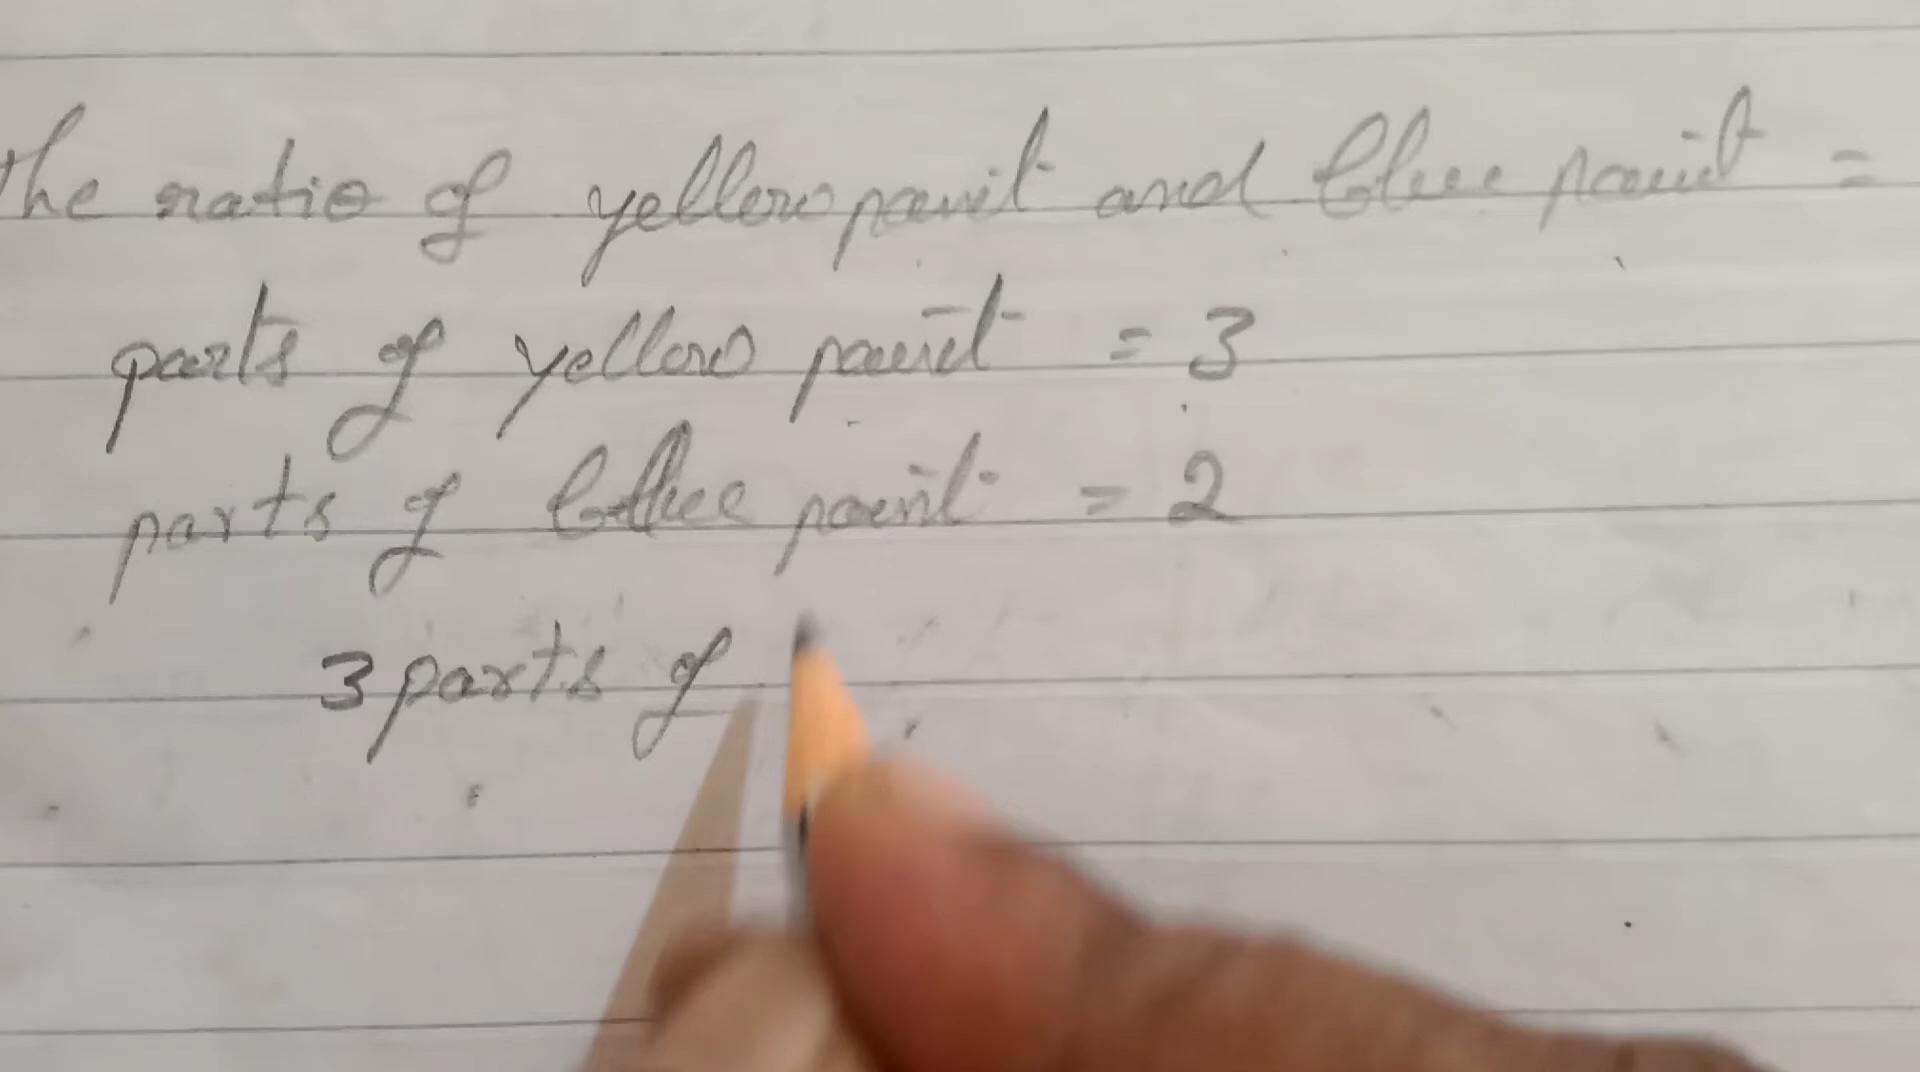 The ratio of yellow paint and blue paint =
parts of yellow paint = 3
parts of blue paint = 2
3 parts of